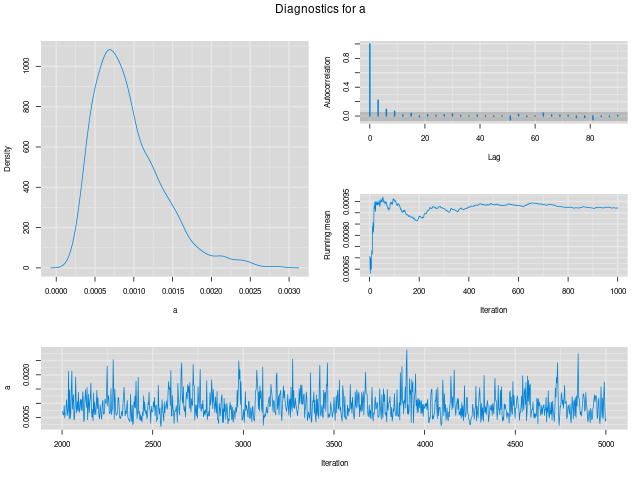 Diagnostics for a
Density
0 200 400 600 800 1000
0.0000 0.0005 0.0010 0.0015 0.0020 0.0025 0.0030
a
Autocorrelation
0.0 0.4 0.8
0 20 40 60 80
Lag
Running mean
0.00065 0.00080 0.00095
0 200 400 600 800 1000
Iteration
a
0.0005 0.0020
2000 2500 3000 3500 4000 4500 5000
Iteration